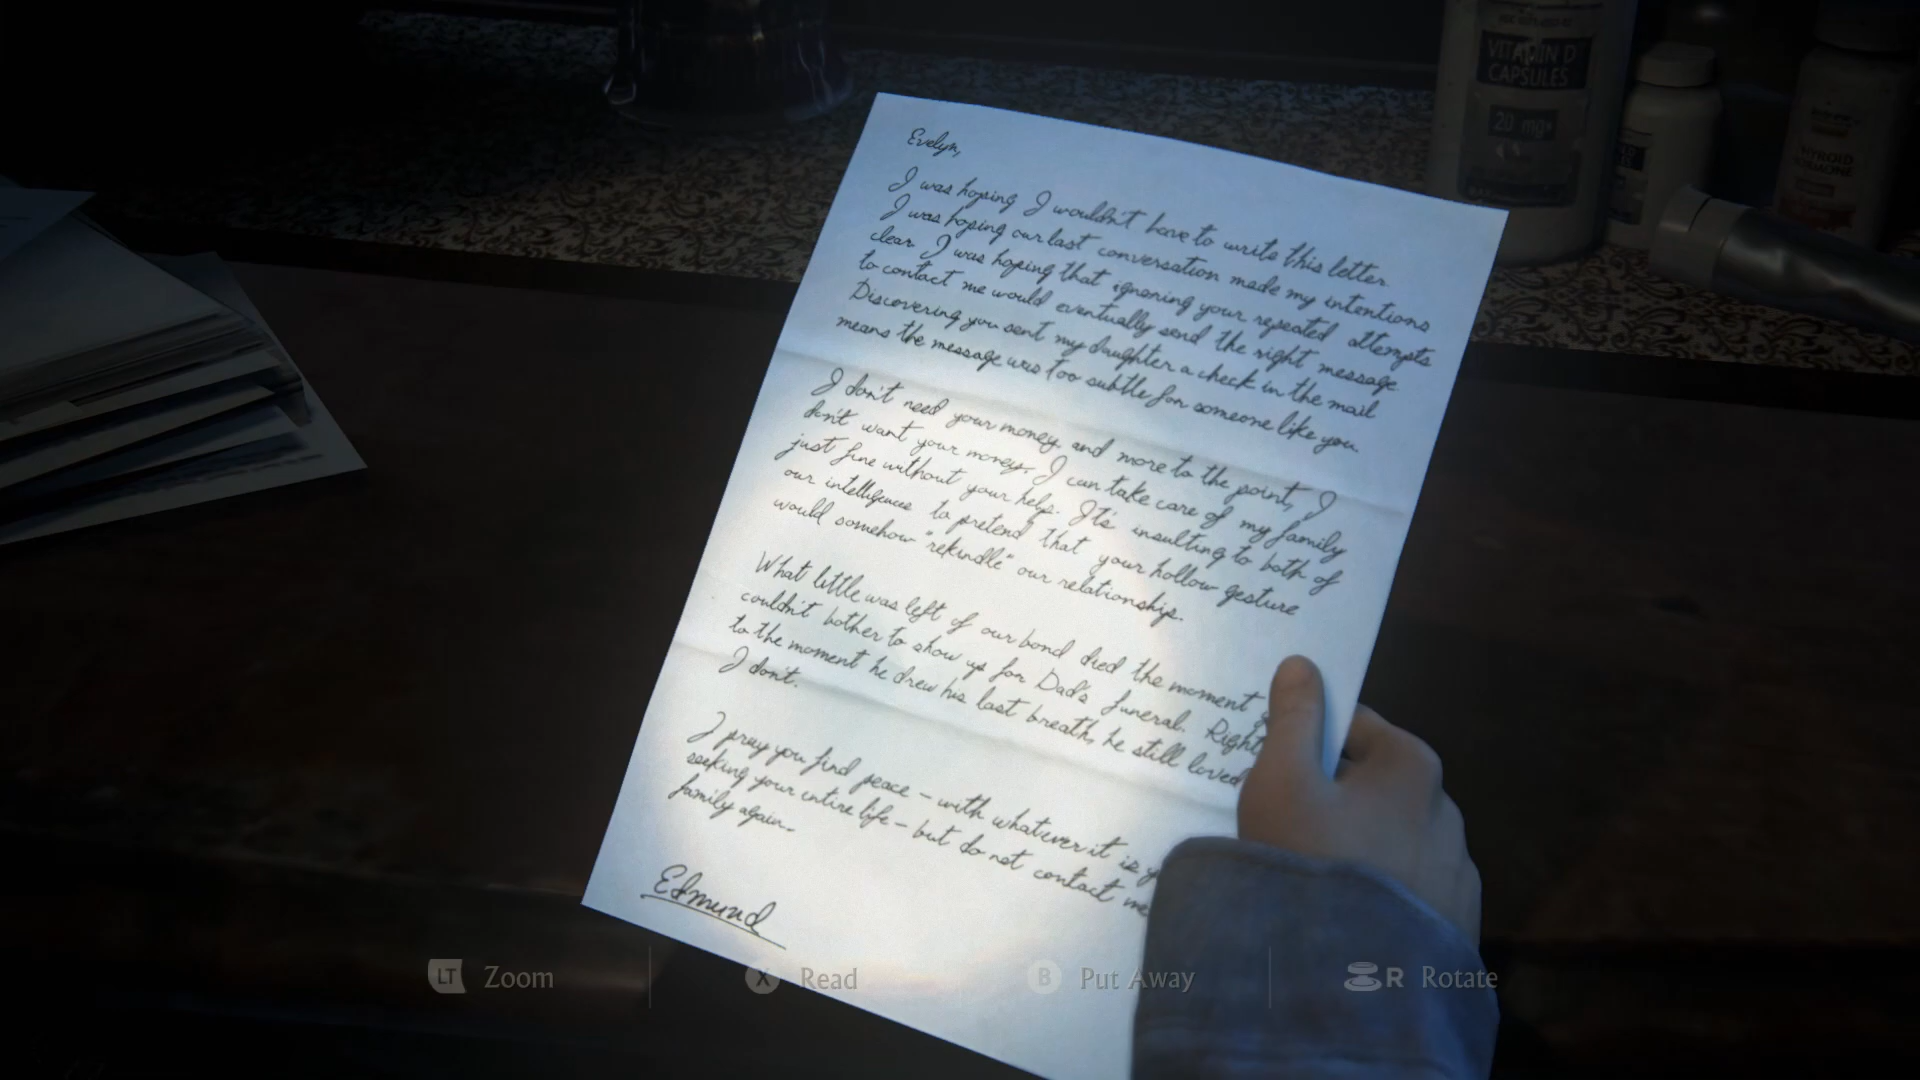 Evelyn,
I was hoping I wouldn't have to write this letter.
I was hoping our last conversation made my intentions
clear. I was hoping that ignoring your repeated attempts
to contact me would eventually send the right message.
Discovering you sent my daughter a check in the mail
means the message was too subtle for someone like you.
I don't need your money and more to the point, I
don't want your money. I can take care of my family
just fine without your help. It's insulting to both of
our intelligences to pretend that your hollow gesture
would somehow "rekindle" our relationship.
What little was left of our bond died the moment
couldn't bother to show up for Dad's funeral. Right
to the moment he drew his last breath, he still loved
I don't.
I pray you find peace – with whatever it is
seeking your entire life – but do not contact me
family again.
Edmund
VITAMIN D
CAPSULES
20 mg
LT Zoom
X Read
B Put Away
R Rotate